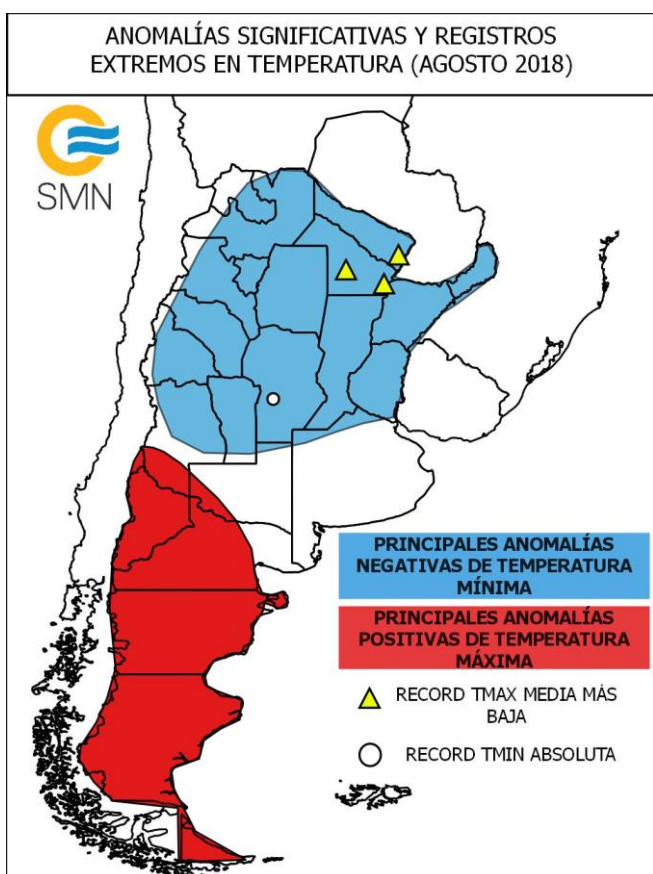 ANOMALÍAS SIGNIFICATIVAS Y REGISTROS
EXTREMOS EN TEMPERATURA (AGOSTO 2018)
SMN
PRINCIPALES ANOMALÍAS
NEGATIVAS DE TEMPERATURA
MÍNIMA
PRINCIPALES ANOMALÍAS
POSITIVAS DE TEMPERATURA
MÁXIMA
RECORD TMAX MEDIA MÁS
BAJA
RECORD TMIN ABSOLUTA